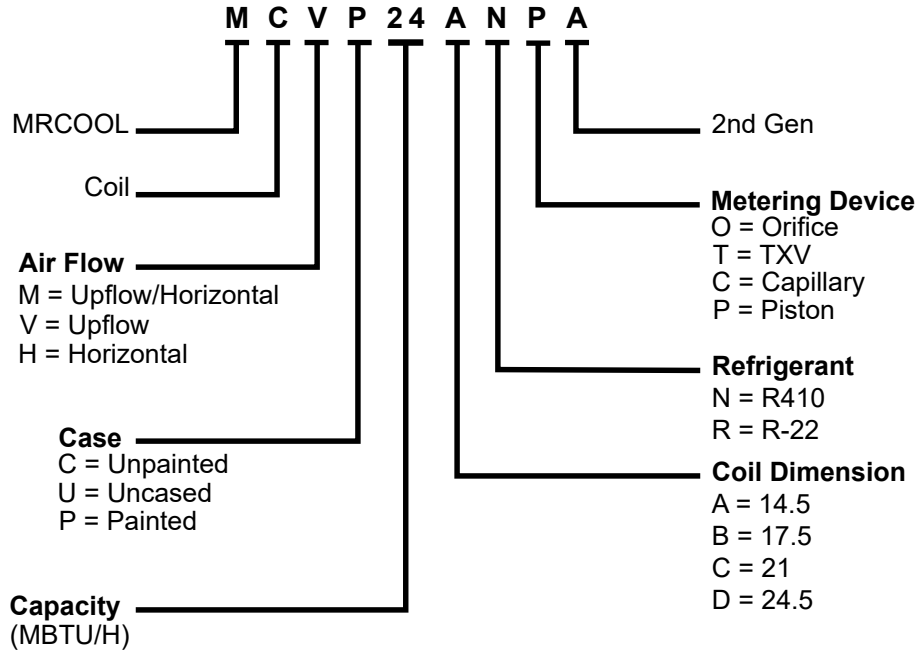 M C V P 24 A N P A
MRCOOL
Coil
Air Flow
M = Upflow/Horizontal
V = Upflow
H = Horizontal
Case
C = Unpainted
U = Uncased
P = Painted
Capacity
(MBTU/H)
2nd Gen
Metering Device
O = Orifice
T = TXV
C = Capillary
P = Piston
Refrigerant
N = R410
R = R-22
Coil Dimension
A = 14.5
B = 17.5
C = 21
D = 24.5